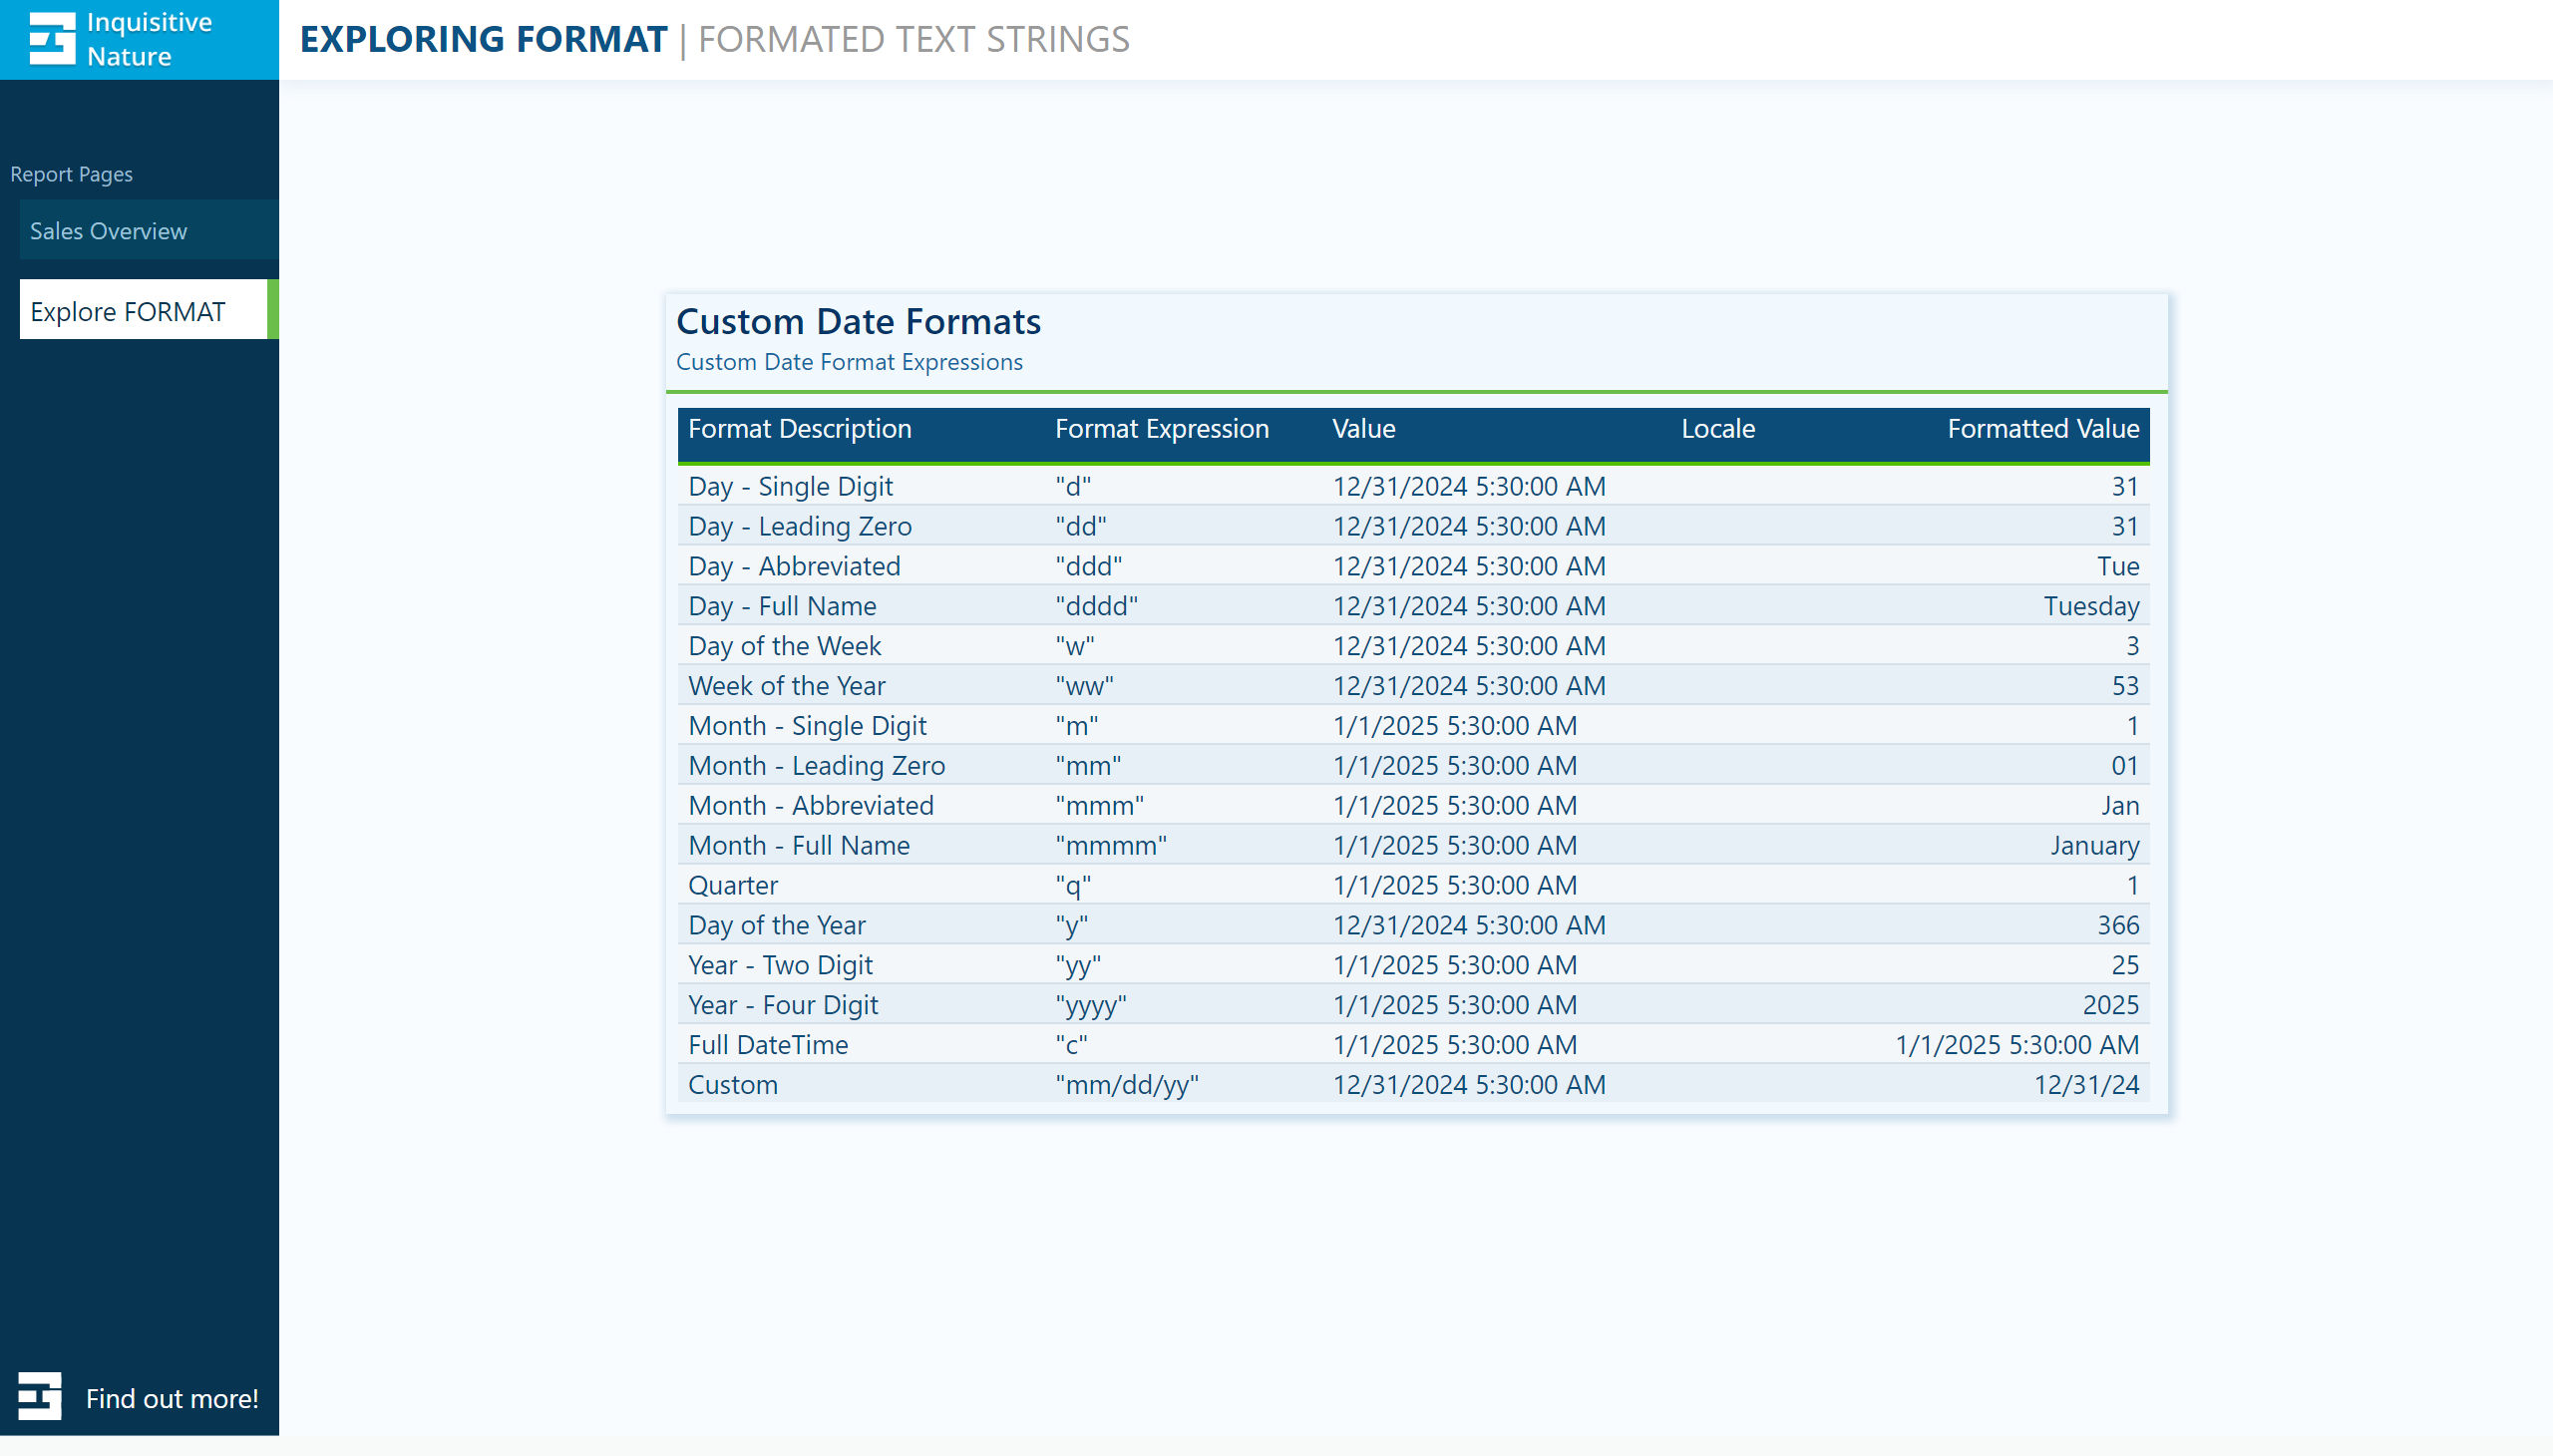 Inquisitive
Nature
EXPLORING FORMAT | FORMATED TEXT STRINGS
Report Pages
Sales Overview
Explore FORMAT
Custom Date Formats
Custom Date Format Expressions
Format Description Format Expression Value Locale Formatted Value
Day - Single Digit "d" 12/31/2024 5:30:00 AM 31
Day - Leading Zero "dd" 12/31/2024 5:30:00 AM 31
Day - Abbreviated "ddd" 12/31/2024 5:30:00 AM Tue
Day - Full Name "dddd" 12/31/2024 5:30:00 AM Tuesday
Day of the Week "w" 12/31/2024 5:30:00 AM 3
Week of the Year "ww" 12/31/2024 5:30:00 AM 53
Month - Single Digit "m" 1/1/2025 5:30:00 AM 1
Month - Leading Zero "mm" 1/1/2025 5:30:00 AM 01
Month - Abbreviated "mmm" 1/1/2025 5:30:00 AM Jan
Month - Full Name "mmmm" 1/1/2025 5:30:00 AM January
Quarter "q" 1/1/2025 5:30:00 AM 1
Day of the Year "y" 12/31/2024 5:30:00 AM 366
Year - Two Digit "yy" 1/1/2025 5:30:00 AM 25
Year - Four Digit "yyyy" 1/1/2025 5:30:00 AM 2025
Full DateTime "c" 1/1/2025 5:30:00 AM 1/1/2025 5:30:00 AM
Custom "mm/dd/yy" 12/31/2024 5:30:00 AM 12/31/24
Find out more!